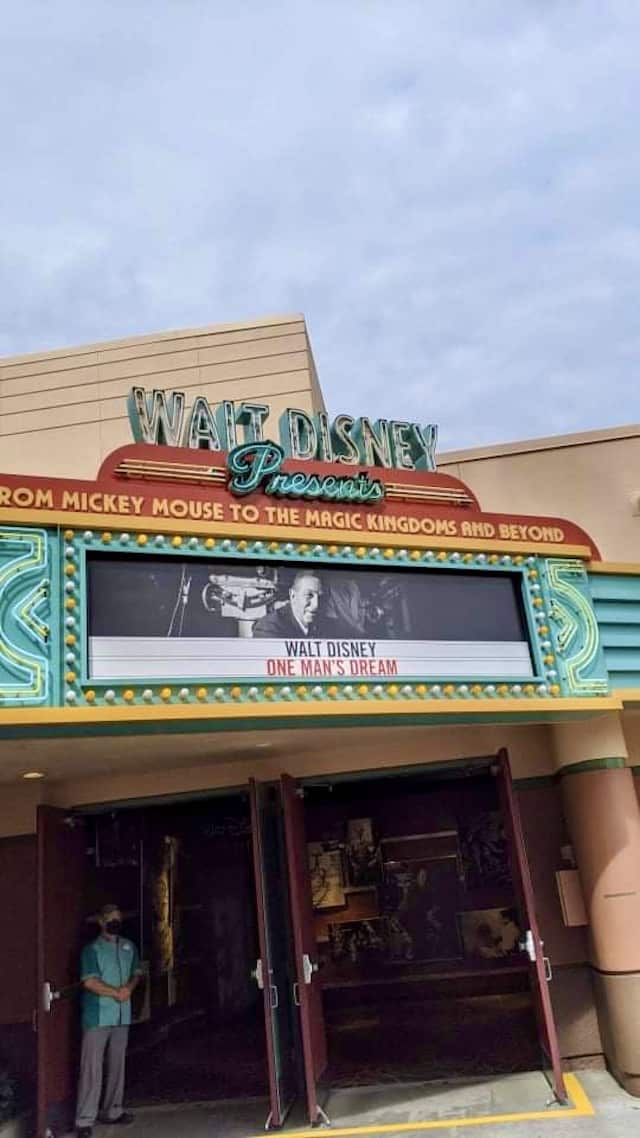 WALT DISNEY
Presents
FROM MICKEY MOUSE TO THE MAGIC KINGDOMS AND BEYOND
WALT DISNEY
ONE MAN'S DREAM